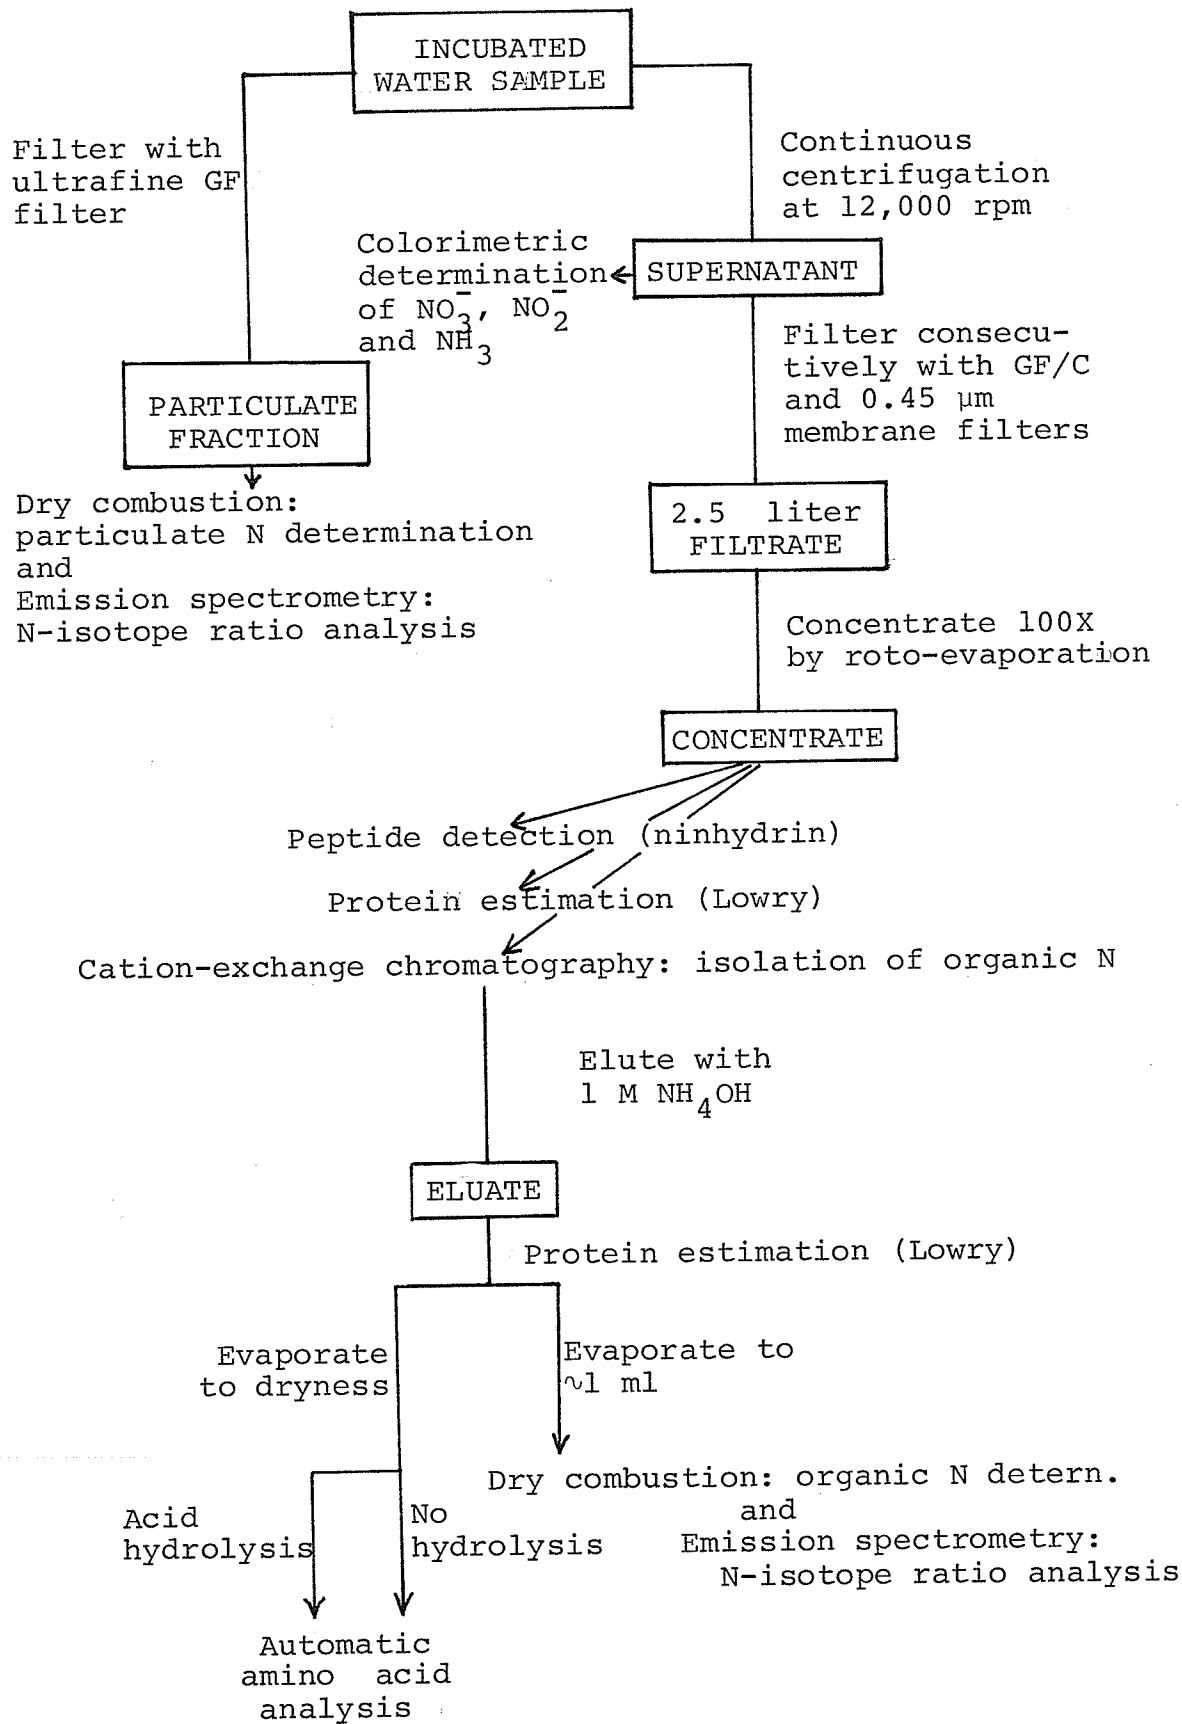 INCUBATED
WATER SAMPLE
Filter with
ultrafine GF
filter
Continuous
centrifugation
at 12,000 rpm
Colorimetric
determination
of NO₃⁻, NO₂⁻
and NH₃
SUPERNATANT
Filter consecu-
tively with GF/C
and 0.45 µm
membrane filters
PARTICULATE
FRACTION
Dry combustion:
particulate N determination
and
Emission spectrometry:
N-isotope ratio analysis
2.5 liter
FILTRATE
Concentrate 100X
by roto-evaporation
CONCENTRATE
Peptide detection (ninhydrin)
Protein estimation (Lowry)
Cation-exchange chromatography: isolation of organic N
Elute with
1 M NH₄OH
ELUATE
Protein estimation (Lowry)
Evaporate
to dryness
Evaporate to
~1 ml
Dry combustion: organic N detern.
and
Emission spectrometry:
N-isotope ratio analysis
Acid
hydrolysis
No
hydrolysis
Automatic
amino acid
analysis